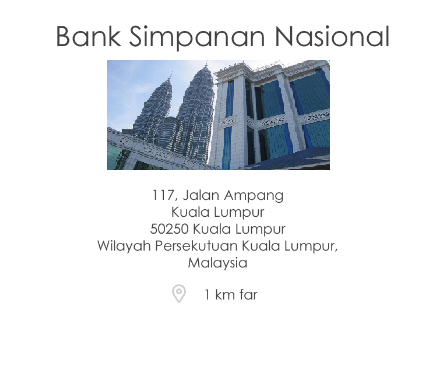 Bank Simpanan Nasional
117, Jalan Ampang
Kuala Lumpur
50250 Kuala Lumpur
Wilayah Persekutuan Kuala Lumpur,
Malaysia
1 km far